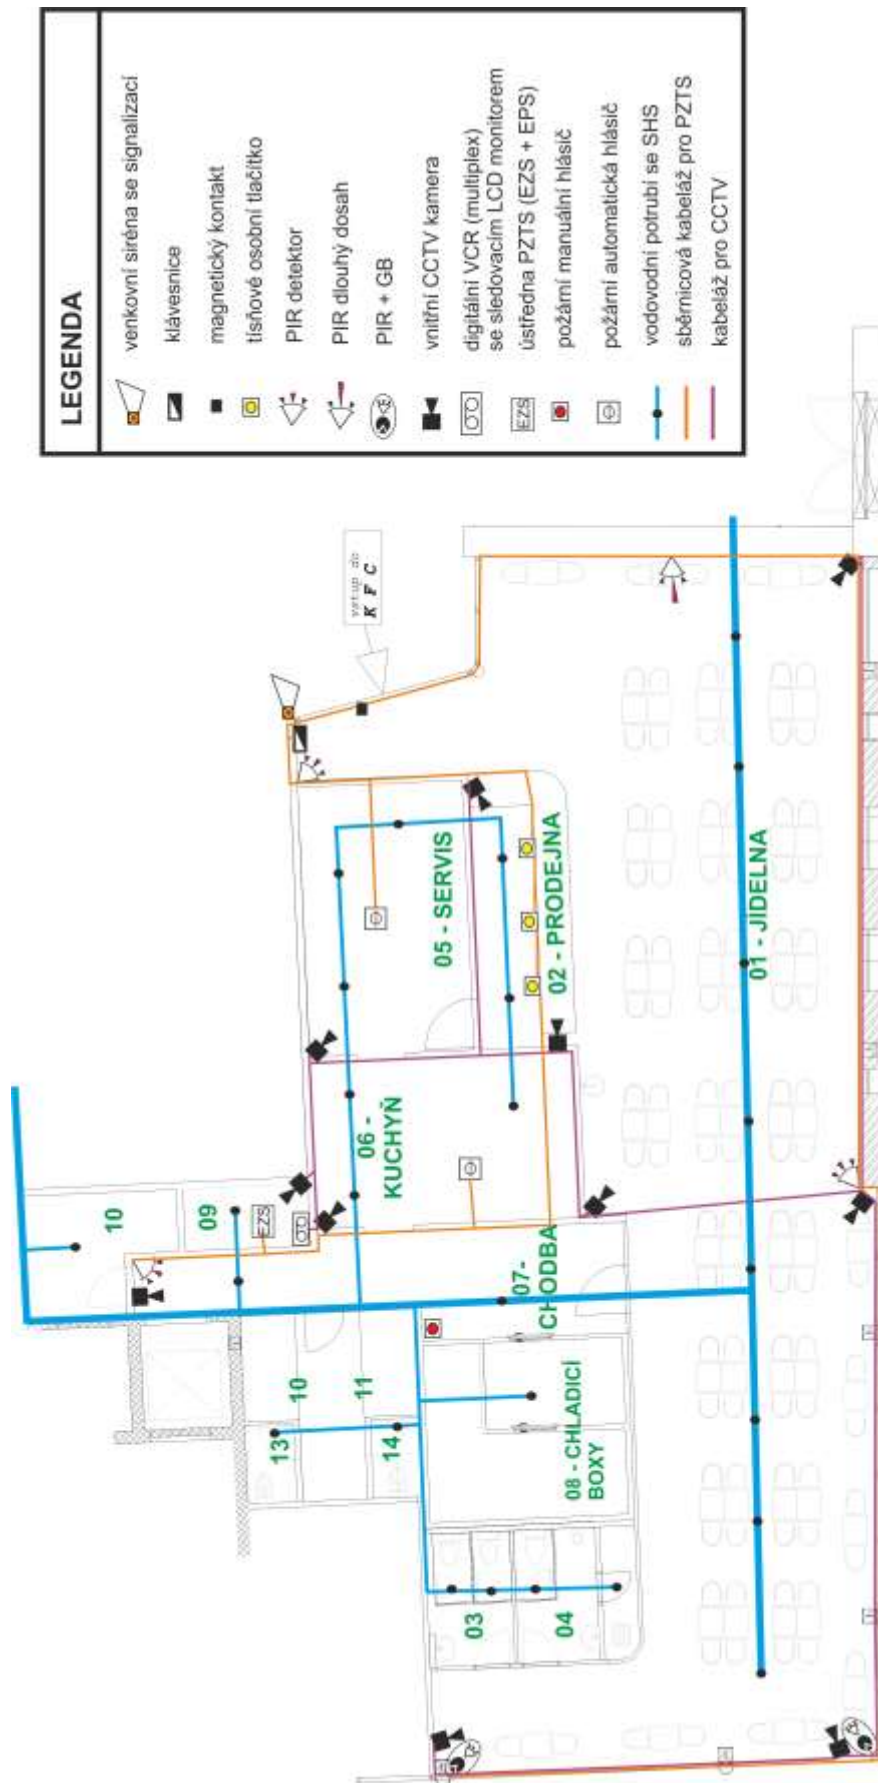 LEGENDA
venkovní siréna se signalizací
klávesnice
magnetický kontakt
tísňové osobní tlačítko
PIR detektor
PIR dlouhý dosah
PIR + GB
vnitřní CCTV kamera
digitální VCR (multiplex)
se sledovacím LCD monitorem
EZS
ústředna PZTS (EZS + EPS)
požární manuální hlásič
požární automatická hlásič
vodovodní potrubí se SHS
sběrnicová kabeláž pro PZTS
kabeláž pro CCTV
vstup do
K F C
10
09
EZS
06 -
KUCHYŇ
05 - SERVIS
02 - PRODEJNA
01 - JÍDELNA
07-
CHODBA
10
11
13
14
08 - CHLADICÍ
BOXY
03
04